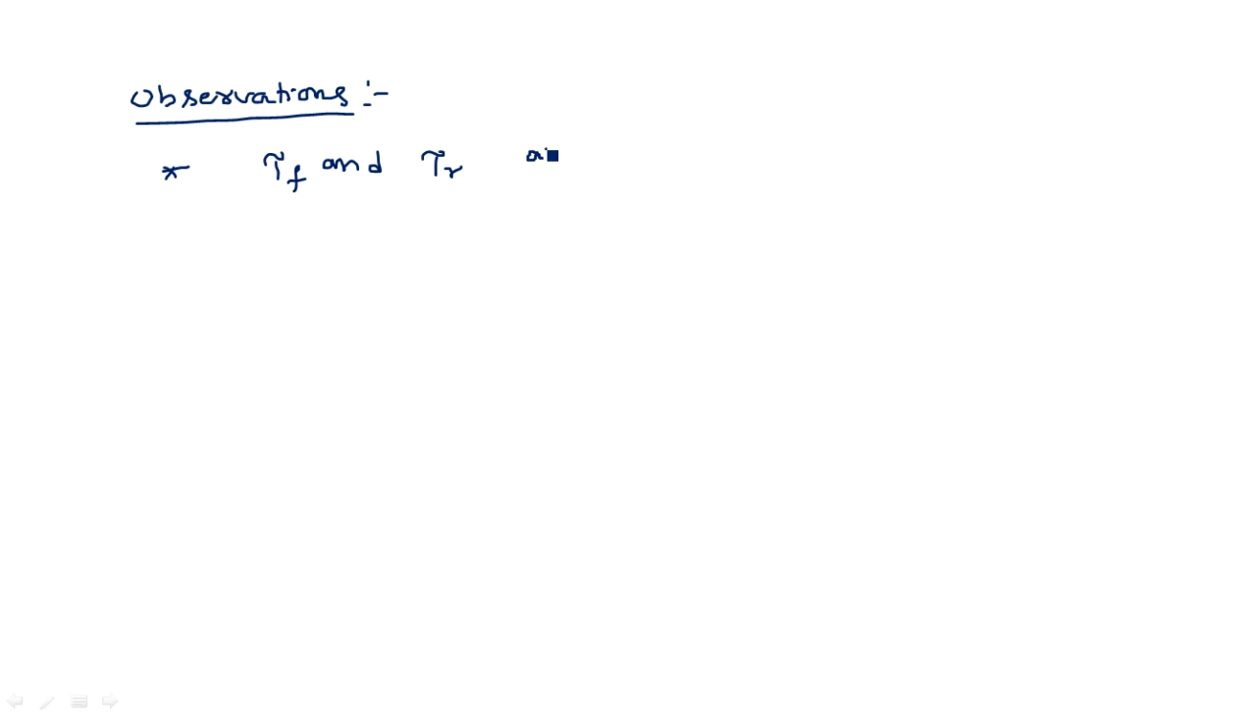 Observations :-
* τf and τr